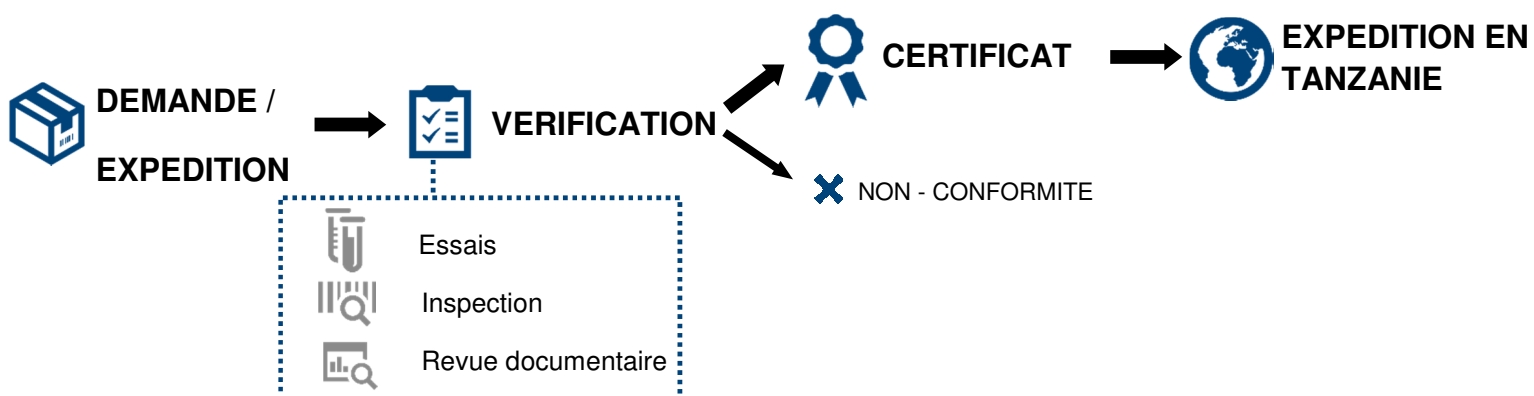 DEMANDE /
EXPEDITION
VERIFICATION
Essais
Inspection
Revue documentaire
CERTIFICAT
NON - CONFORMITE
EXPEDITION EN
TANZANIE